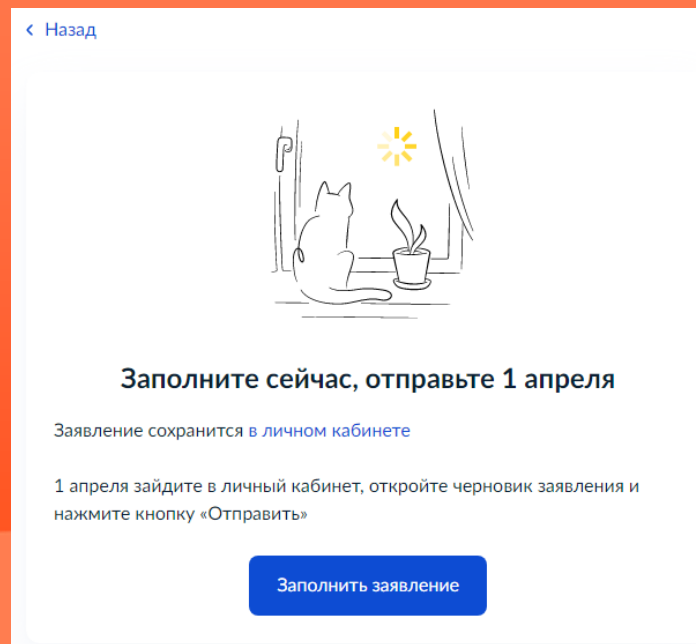 Назад
Заполните сейчас, отправьте 1 апреля
Заявление сохранится в личном кабинете
1 апреля зайдите в личный кабинет, откройте черновик заявления и
нажмите кнопку «Отправить»
Заполнить заявление